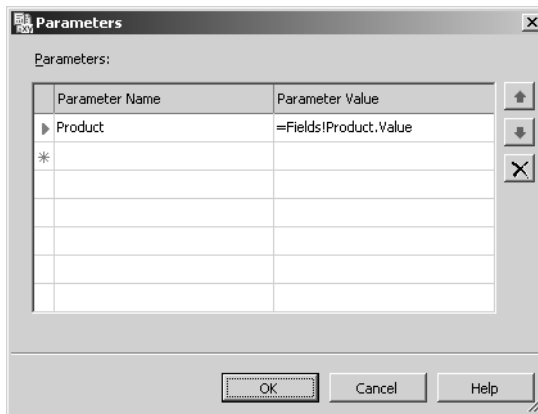 Parameters
Parameters:
Parameter Name Parameter Value
Product =Fields!Product.Value
OK Cancel Help